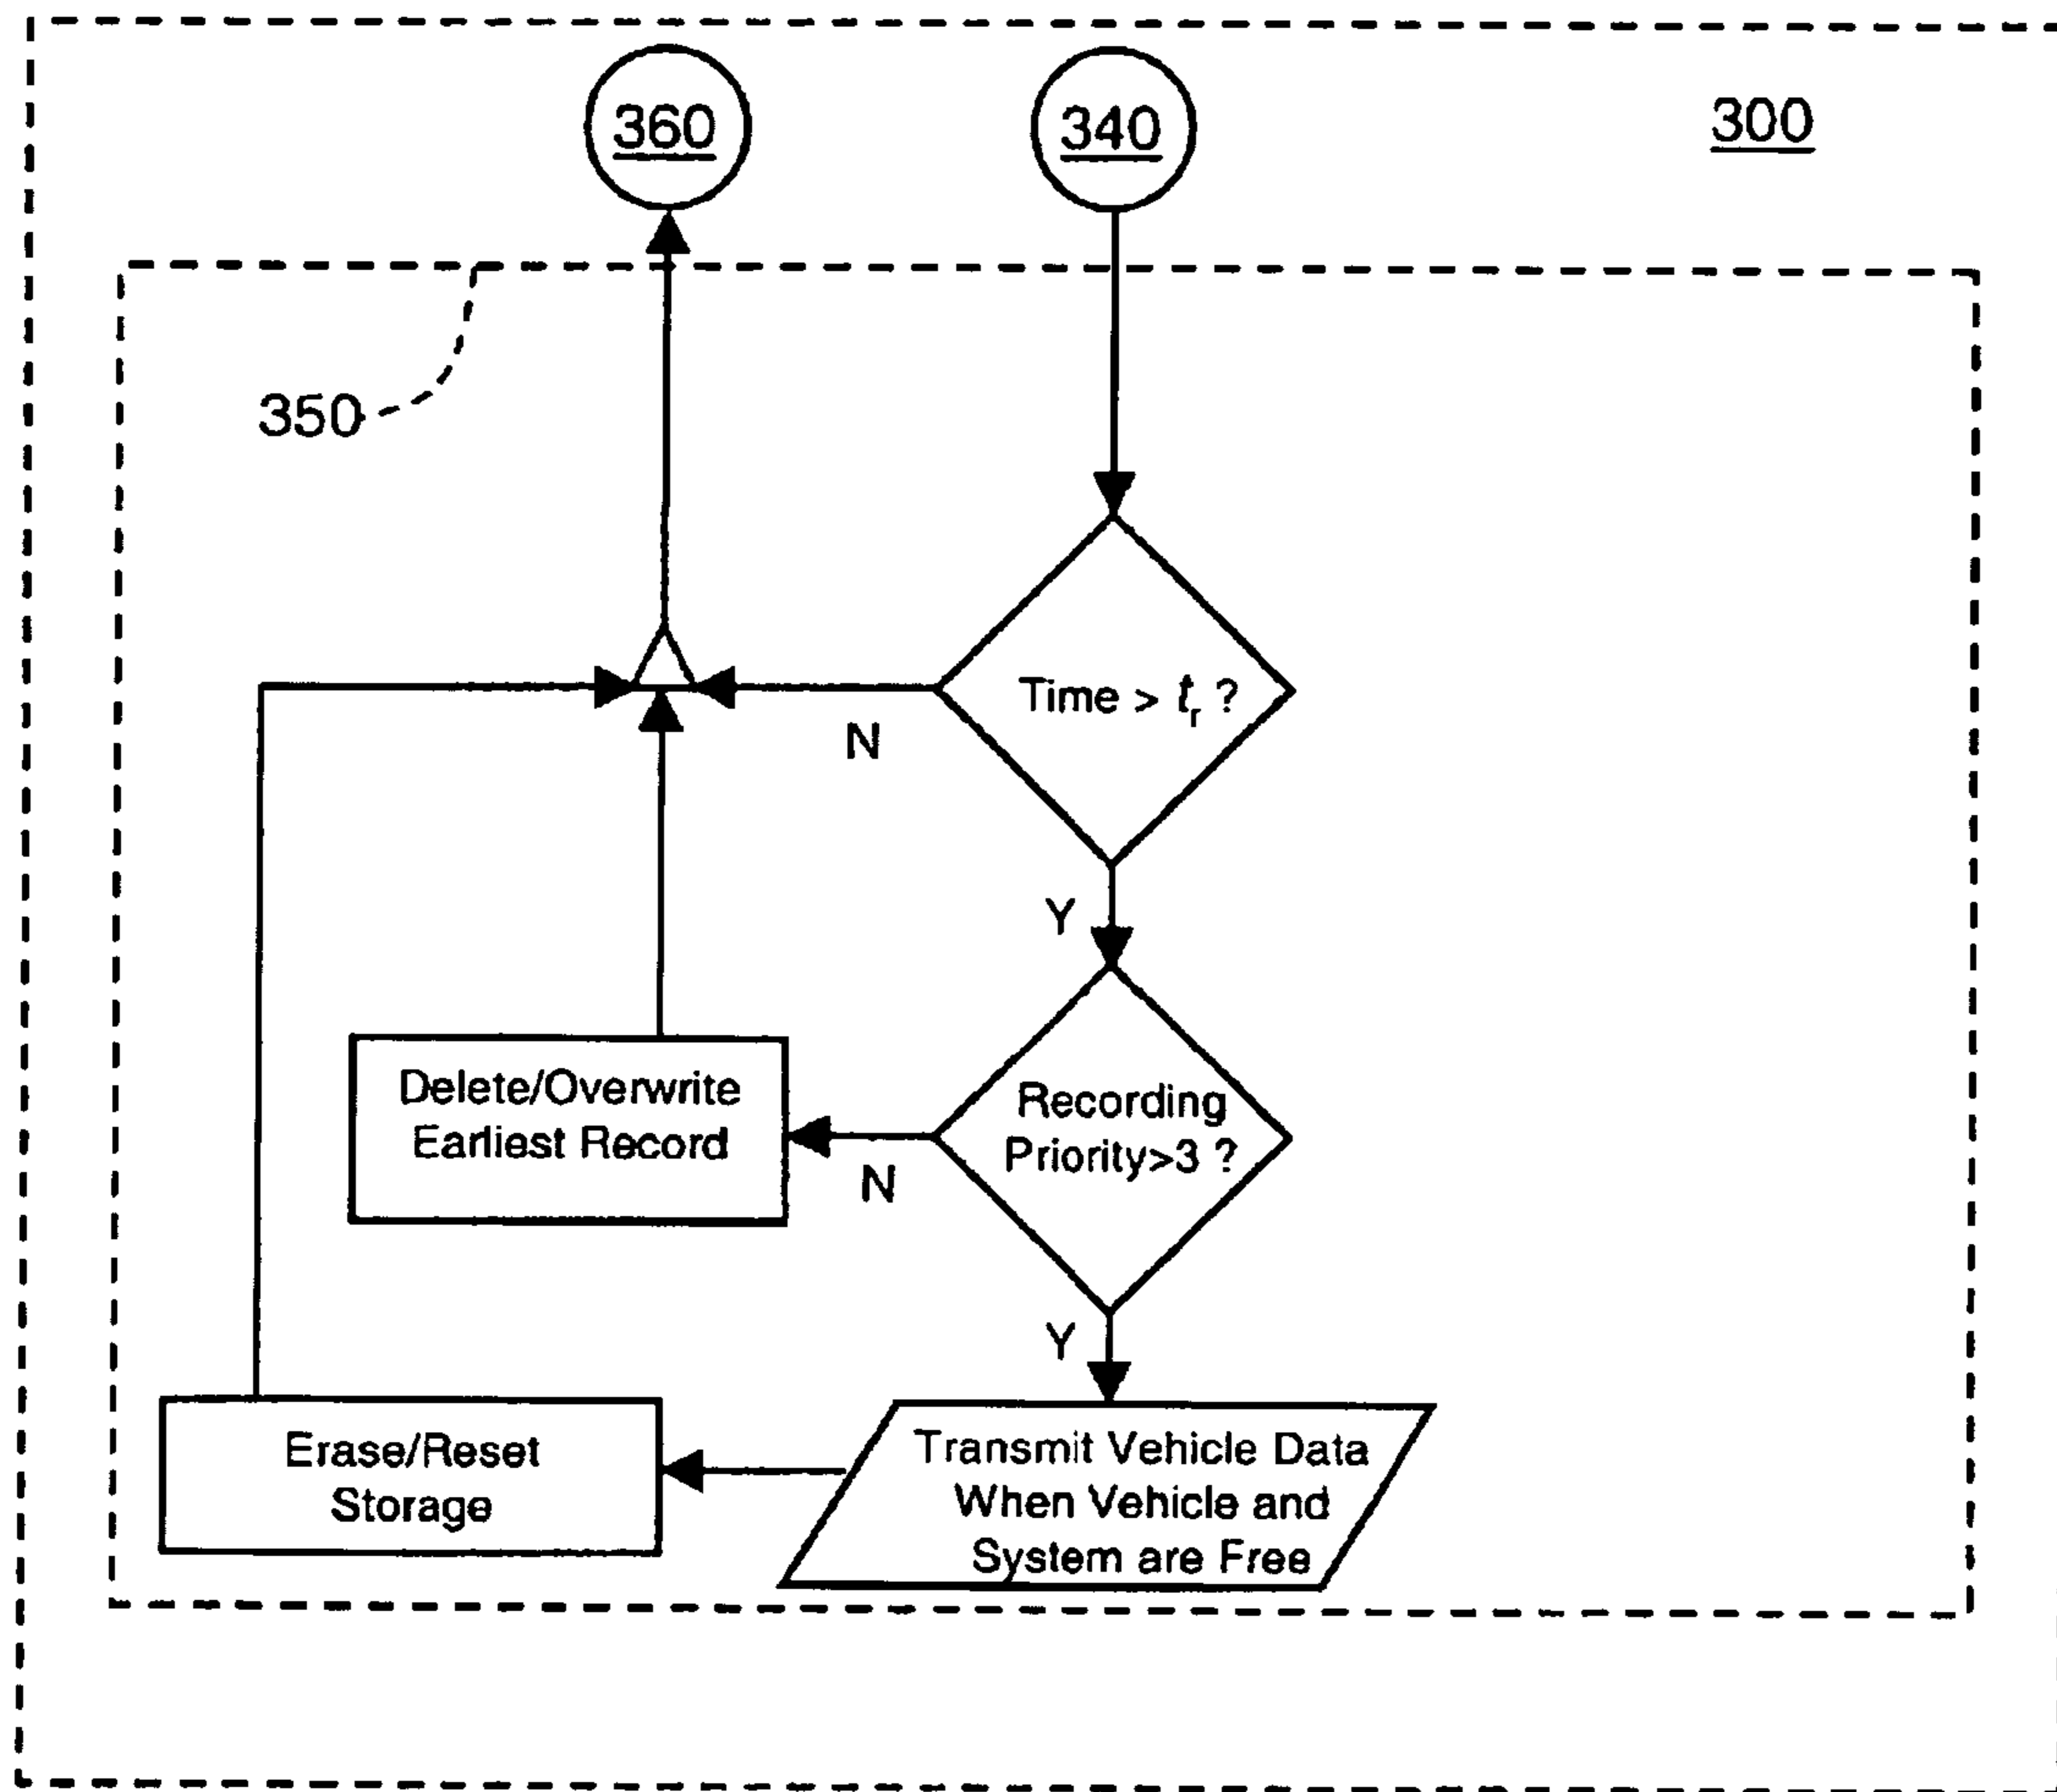 360
340
300
350
Time > tr ?
N
Y
Delete/Overwrite
Earliest Record
Recording
Priority>3 ?
N
Y
Erase/Reset
Storage
Transmit Vehicle Data
When Vehicle and
System are Free